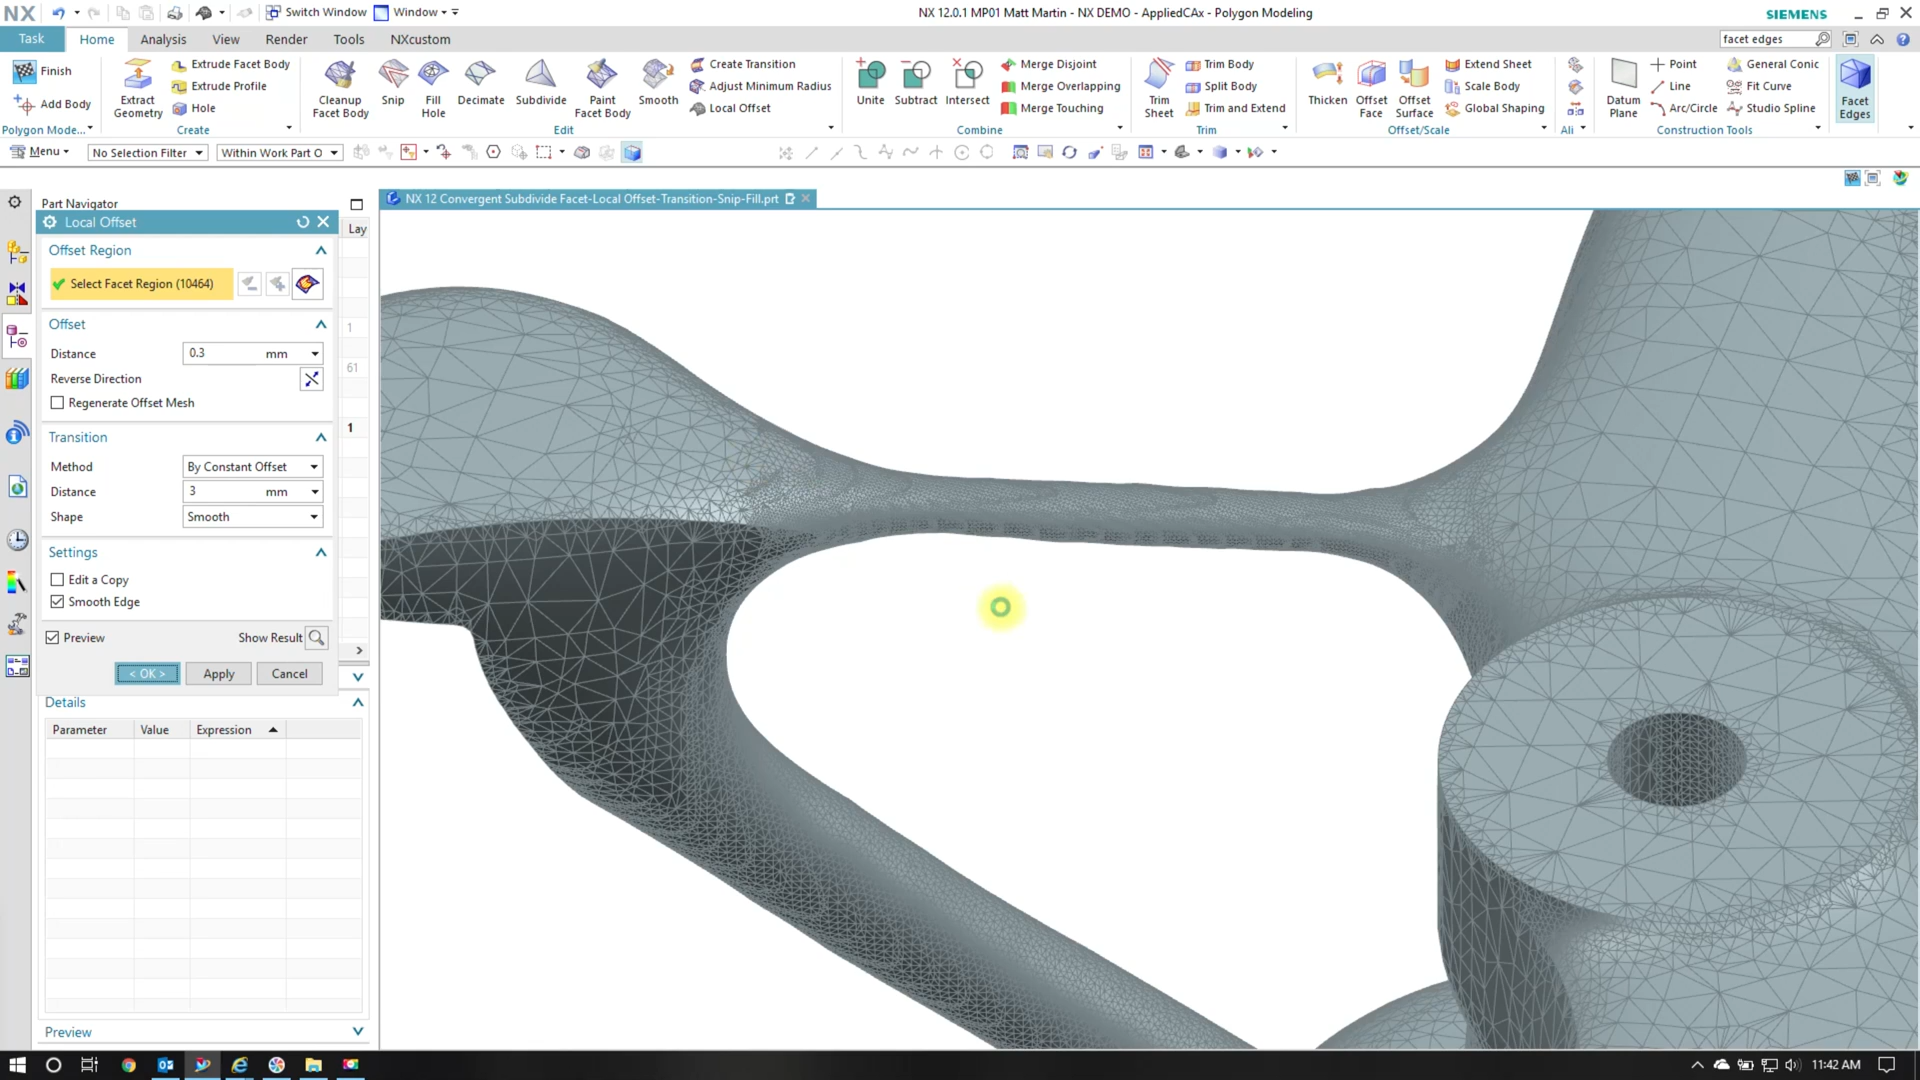 NX
Switch Window
Window
NX 12.0.1 MP01 Matt Martin - NX DEMO - AppliedCAx - Polygon Modeling
SIEMENS
Task
Home
Analysis
View
Render
Tools
NXcustom
facet edges
Finish
Add Body
Polygon Mode...
Extract Geometry
Extrude Facet Body
Extrude Profile
Hole
Create
Cleanup Facet Body
Snip
Fill Hole
Decimate
Subdivide
Paint Facet Body
Smooth
Create Transition
Adjust Minimum Radius
Local Offset
Edit
Unite
Subtract
Intersect
Merge Disjoint
Merge Overlapping
Merge Touching
Combine
Trim Sheet
Trim Body
Split Body
Trim and Extend
Trim
Thicken
Offset Face
Offset Surface
Extend Sheet
Scale Body
Global Shaping
Offset/Scale
Ali
Datum Plane
Point
Line
Arc/Circle
General Conic
Fit Curve
Studio Spline
Construction Tools
Facet Edges
Menu
No Selection Filter
Within Work Part O
Part Navigator
NX 12 Convergent Subdivide Facet-Local Offset-Transition-Snip-Fill.prt
Local Offset
Lay
Offset Region
Select Facet Region (10464)
Offset
1
Distance
0.3
mm
61
Reverse Direction
Regenerate Offset Mesh
1
Transition
Method
By Constant Offset
Distance
3
mm
Shape
Smooth
Settings
Edit a Copy
Smooth Edge
Preview
Show Result
< OK >
Apply
Cancel
Details
Parameter
Value
Expression
Preview
11:42 AM